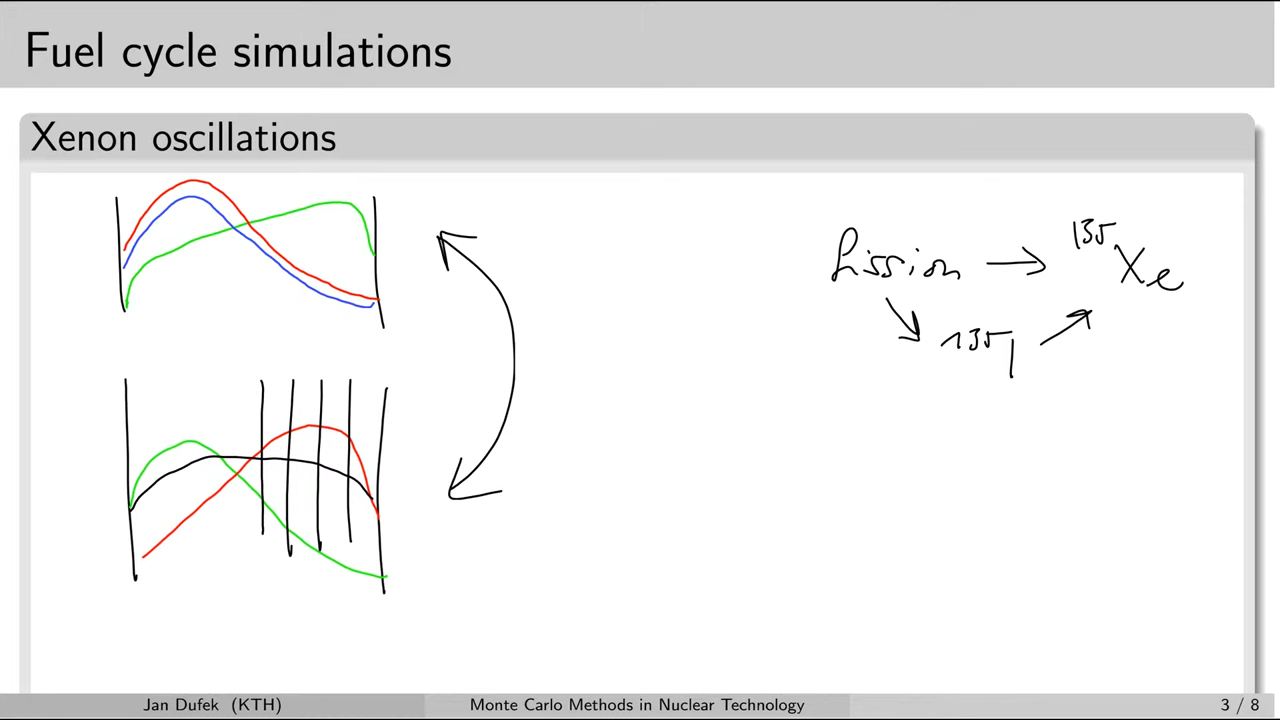 Fuel cycle simulations
Xenon oscillations
fission → ¹³⁵Xe
↘ ¹³⁵I ↗
Jan Dufek (KTH)
Monte Carlo Methods in Nuclear Technology
3 / 8